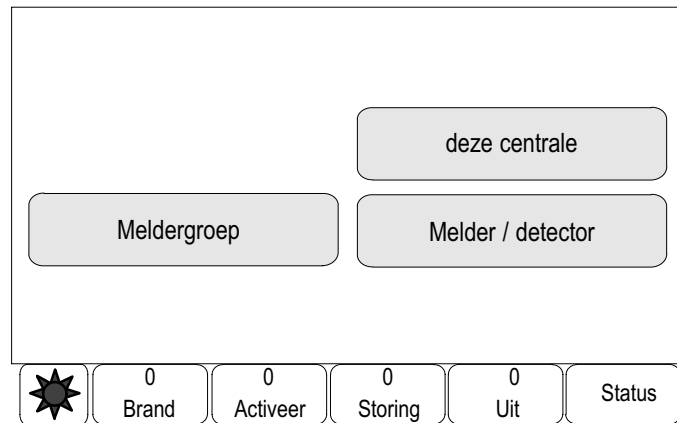 deze centrale
Meldergroep
Melder / detector
0
Brand
0
Activeer
0
Storing
0
Uit
Status